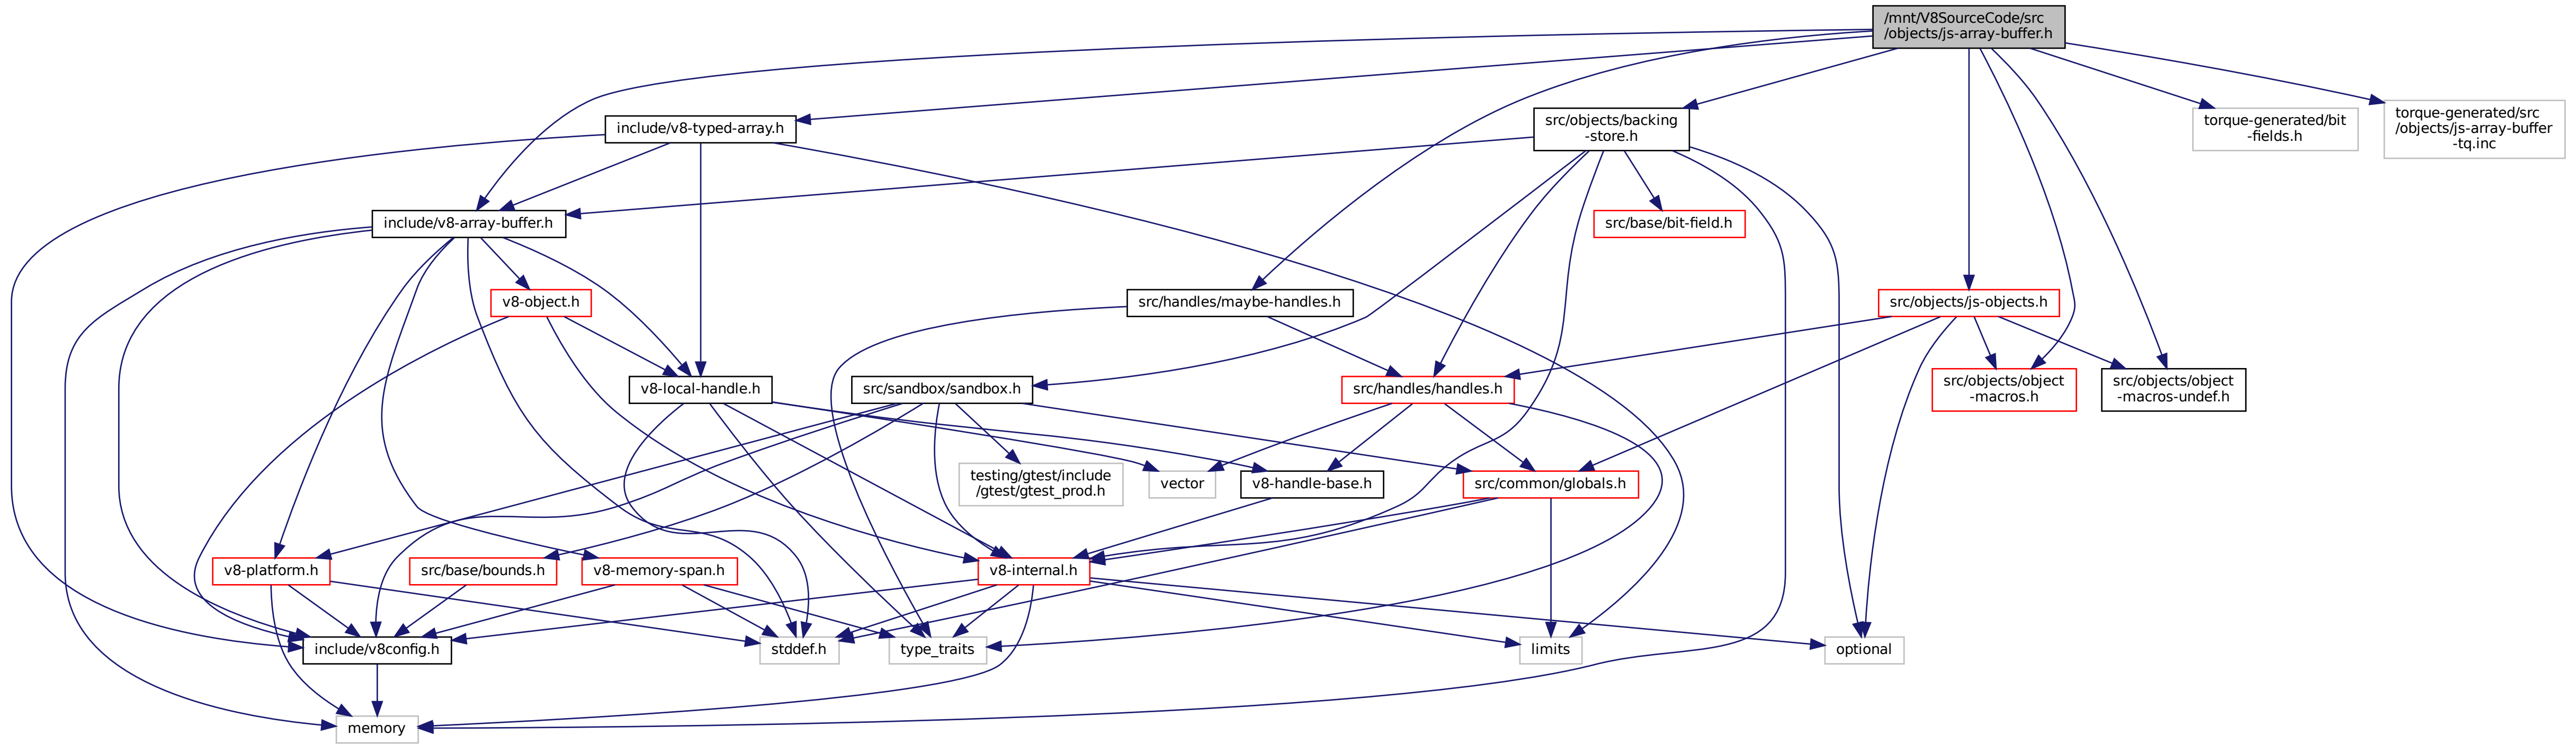 /mnt/V8SourceCode/src
/objects/js-array-buffer.h
include/v8-typed-array.h
src/objects/backing
-store.h
torque-generated/bit
-fields.h
torque-generated/src
/objects/js-array-buffer
-tq.inc
include/v8-array-buffer.h
src/base/bit-field.h
v8-object.h
src/handles/maybe-handles.h
src/objects/js-objects.h
v8-local-handle.h
src/sandbox/sandbox.h
src/handles/handles.h
src/objects/object
-macros.h
src/objects/object
-macros-undef.h
testing/gtest/include
/gtest/gtest_prod.h
vector
v8-handle-base.h
src/common/globals.h
v8-platform.h
src/base/bounds.h
v8-memory-span.h
v8-internal.h
include/v8config.h
stddef.h
type_traits
limits
optional
memory